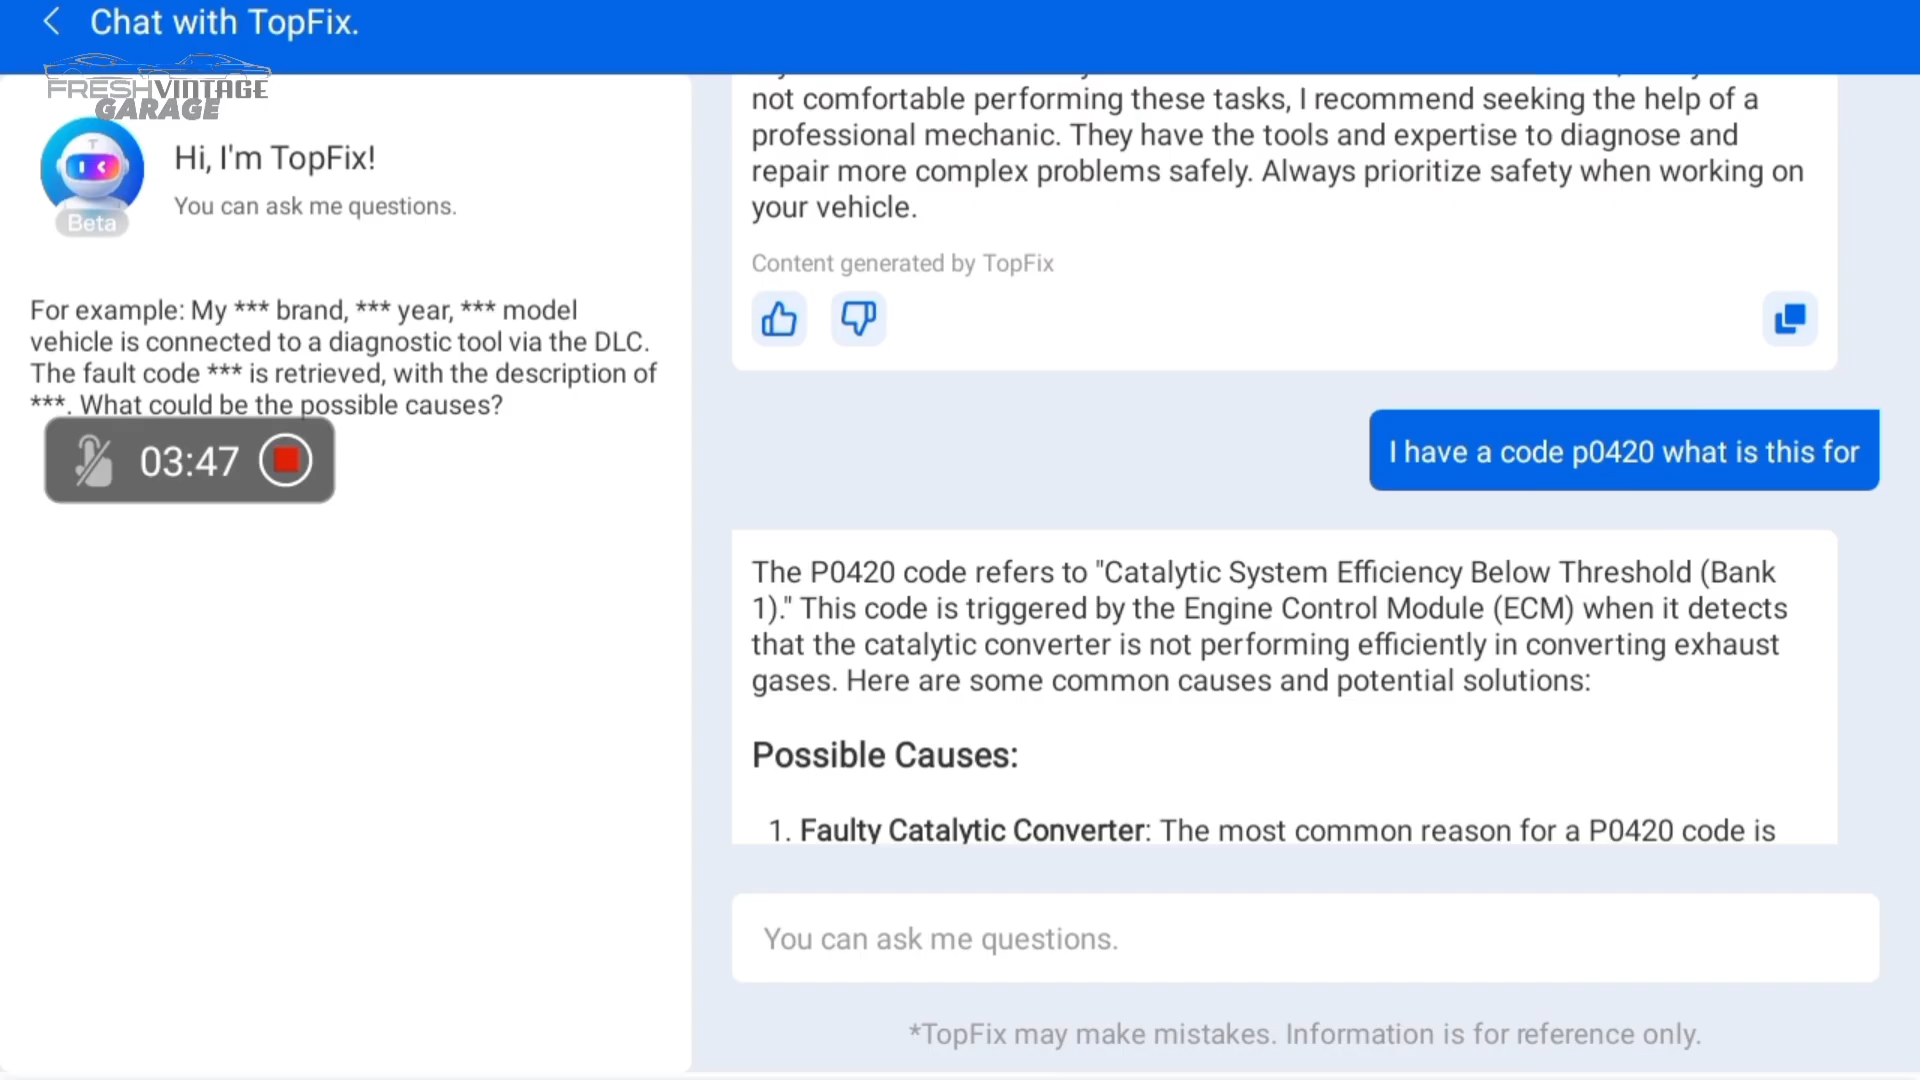 Chat with TopFix.
FRESHVINTAGE
GARAGE
T
Beta
Hi, I'm TopFix!
You can ask me questions.
For example: My *** brand, *** year, *** model
vehicle is connected to a diagnostic tool via the DLC.
The fault code *** is retrieved, with the description of
***. What could be the possible causes?
03:47
not comfortable performing these tasks, I recommend seeking the help of a
professional mechanic. They have the tools and expertise to diagnose and
repair more complex problems safely. Always prioritize safety when working on
your vehicle.
Content generated by TopFix
I have a code p0420 what is this for
The P0420 code refers to "Catalytic System Efficiency Below Threshold (Bank
1)." This code is triggered by the Engine Control Module (ECM) when it detects
that the catalytic converter is not performing efficiently in converting exhaust
gases. Here are some common causes and potential solutions:
Possible Causes:
1. Faulty Catalytic Converter: The most common reason for a P0420 code is
You can ask me questions.
*TopFix may make mistakes. Information is for reference only.